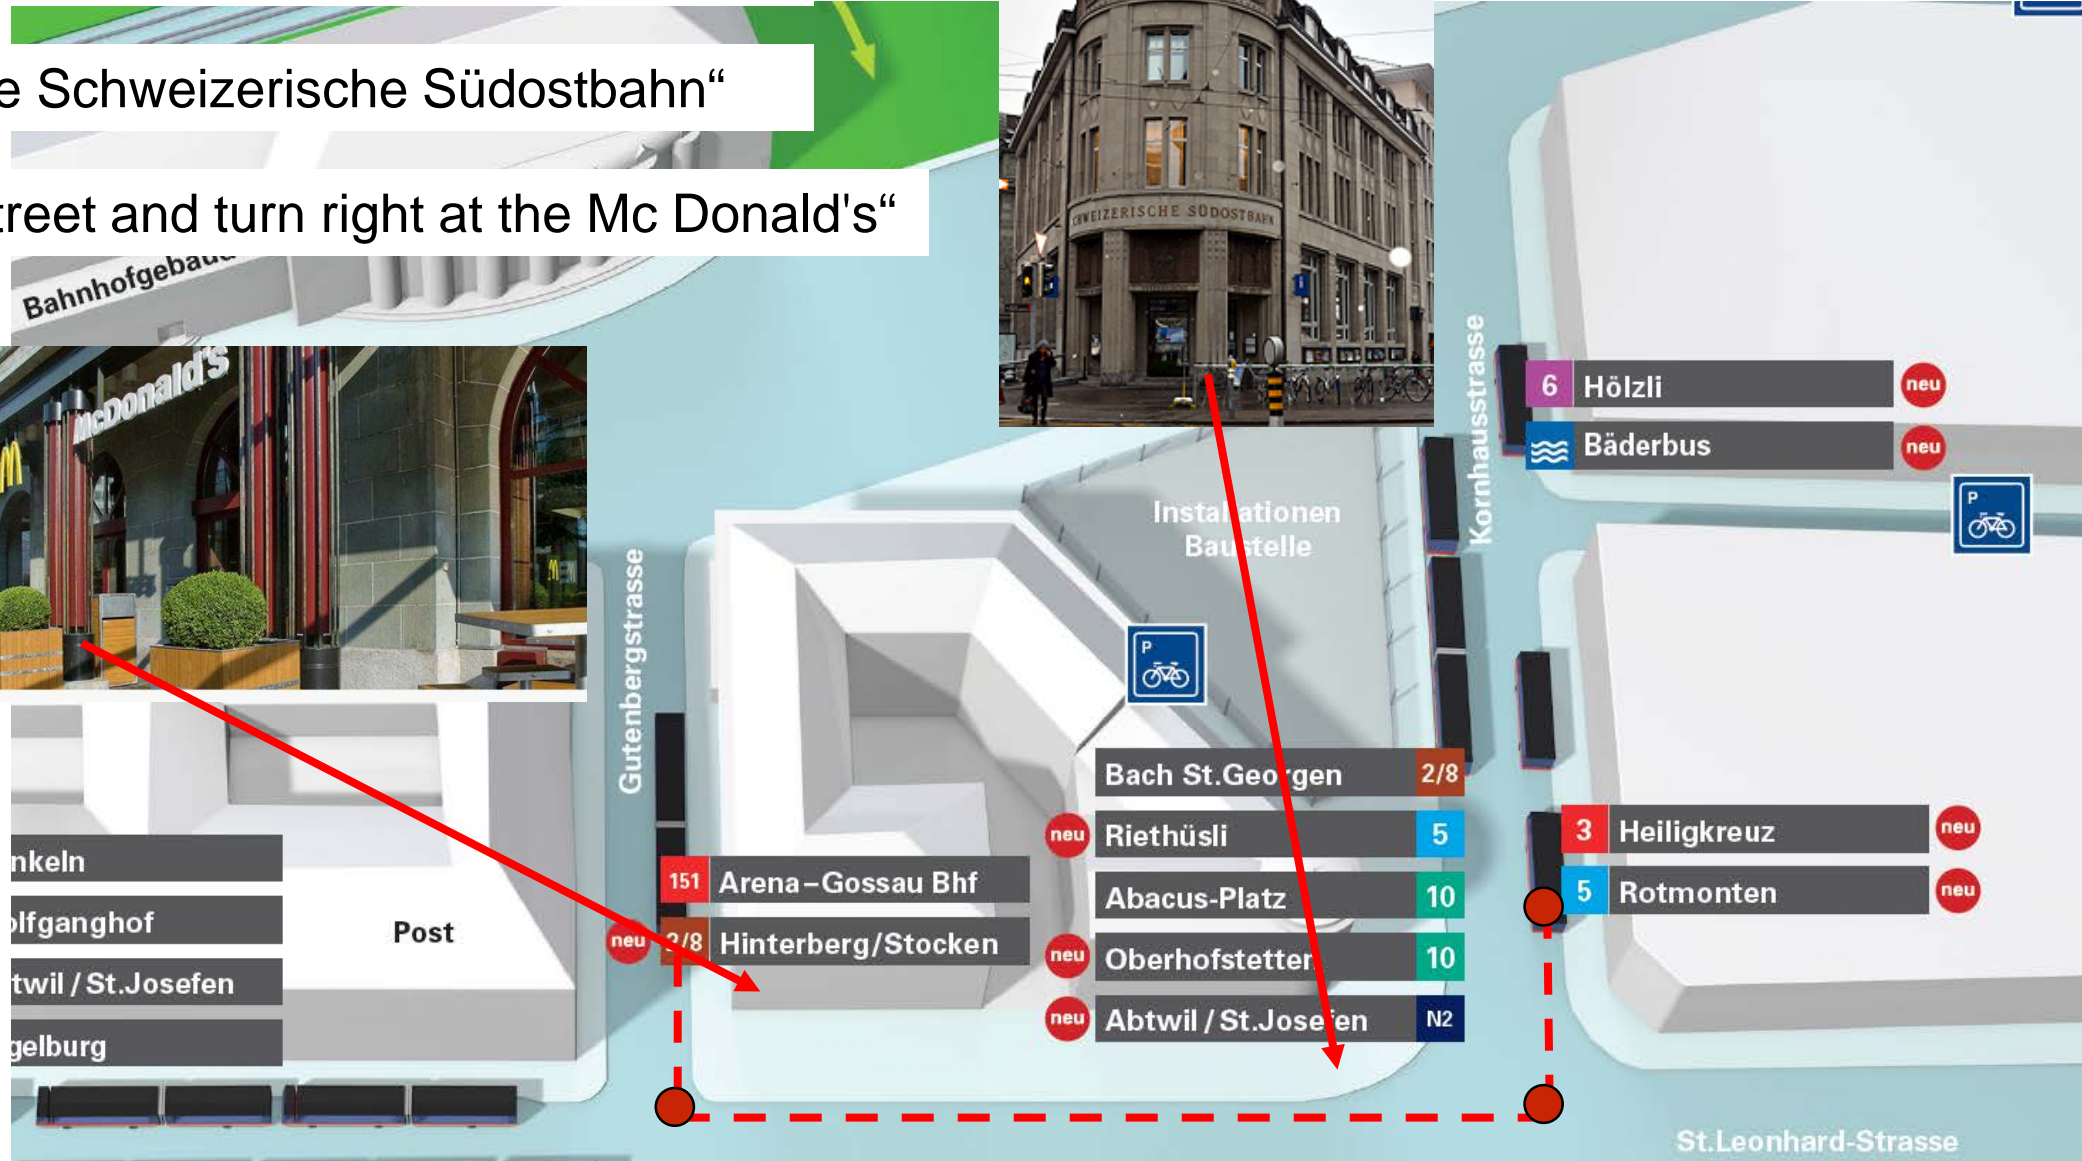 e Schweizerische Südostbahn“
treet and turn right at the Mc Donald's“
Bahnhofgebäud
McDonald's
SCHWEIZERISCHE SÜDOSTBAHN
Kornhausstrasse
6 Hölzli neu
Bäderbus neu
P
Installationen
Baustelle
Gutenbergstrasse
P
Bach St.Georgen 2/8
neu Riethüsli 5
Abacus-Platz 10
neu Oberhofstetten 10
neu Abtwil / St.Josefen N2
151 Arena–Gossau Bhf
neu 2/8 Hinterberg/Stocken
3 Heiligkreuz neu
5 Rotmonten neu
nkeln
olfganghof
twil / St.Josefen
gelburg
Post
St.Leonhard-Strasse